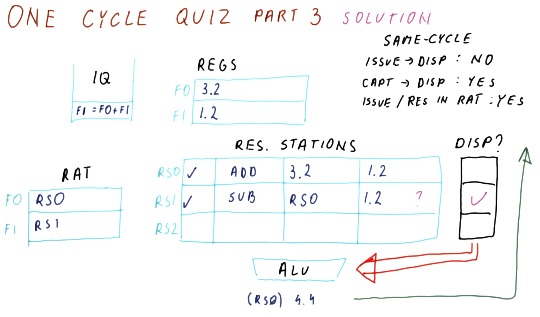 ONE CYCLE QUIZ PART 3 SOLUTION
SAME-CYCLE
ISSUE → DISP : NO
CAPT → DISP : YES
ISSUE / RES IN RAT : YES
IQ
F1 = F0+F1
REGS
F0 3.2
F1 1.2
RES. STATIONS
DISP?
RAT
F0 RS0
F1 RS1
RS0 ✓ ADD 3.2 1.2
RS1 ✓ SUB RS0 1.2 ? ✓
RS2
ALU
(RS0) 4.4